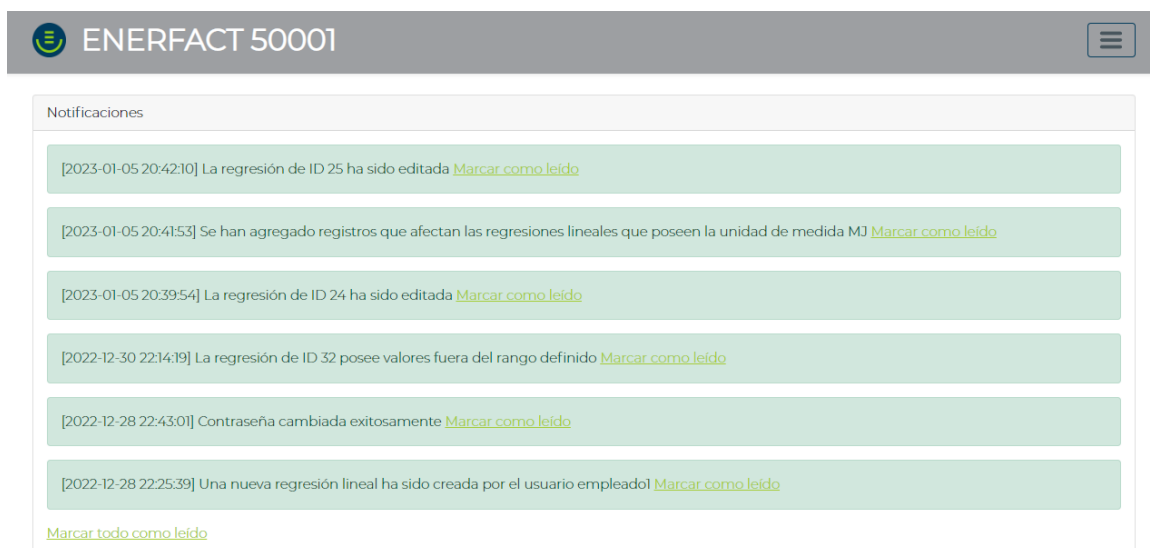 ENERFACT 50001
Notificaciones
[2023-01-05 20:42:10] La regresión de ID 25 ha sido editada Marcar como leído
[2023-01-05 20:41:53] Se han agregado registros que afectan las regresiones lineales que poseen la unidad de medida MJ Marcar como leído
[2023-01-05 20:39:54] La regresión de ID 24 ha sido editada Marcar como leído
[2022-12-30 22:14:19] La regresión de ID 32 posee valores fuera del rango definido Marcar como leído
[2022-12-28 22:43:01] Contraseña cambiada exitosamente Marcar como leído
[2022-12-28 22:25:39] Una nueva regresión lineal ha sido creada por el usuario empleado1 Marcar como leído
Marcar todo como leído